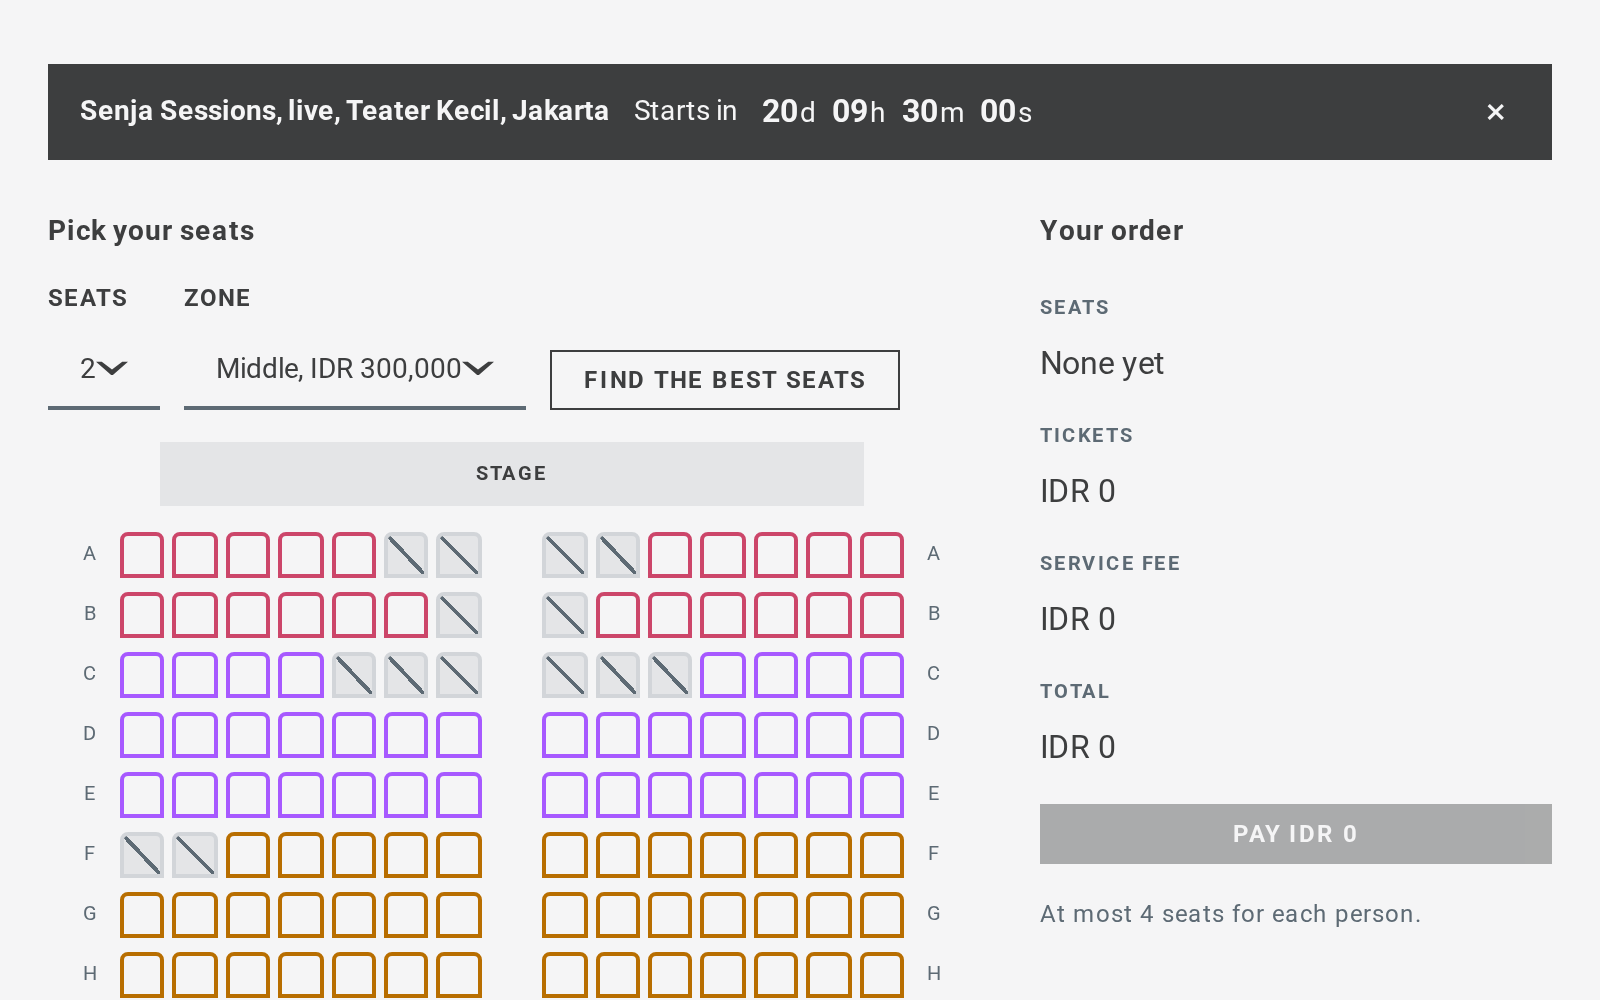 Senja Sessions, live, Teater Kecil, Jakarta Starts in 20d 09h 30m 00s ×
Pick your seats
SEATS ZONE
2 Middle, IDR 300,000 FIND THE BEST SEATS
STAGE
A A
B B
C C
D D
E E
F F
G G
H H
Your order
SEATS
None yet
TICKETS
IDR 0
SERVICE FEE
IDR 0
TOTAL
IDR 0
PAY IDR 0
At most 4 seats for each person.